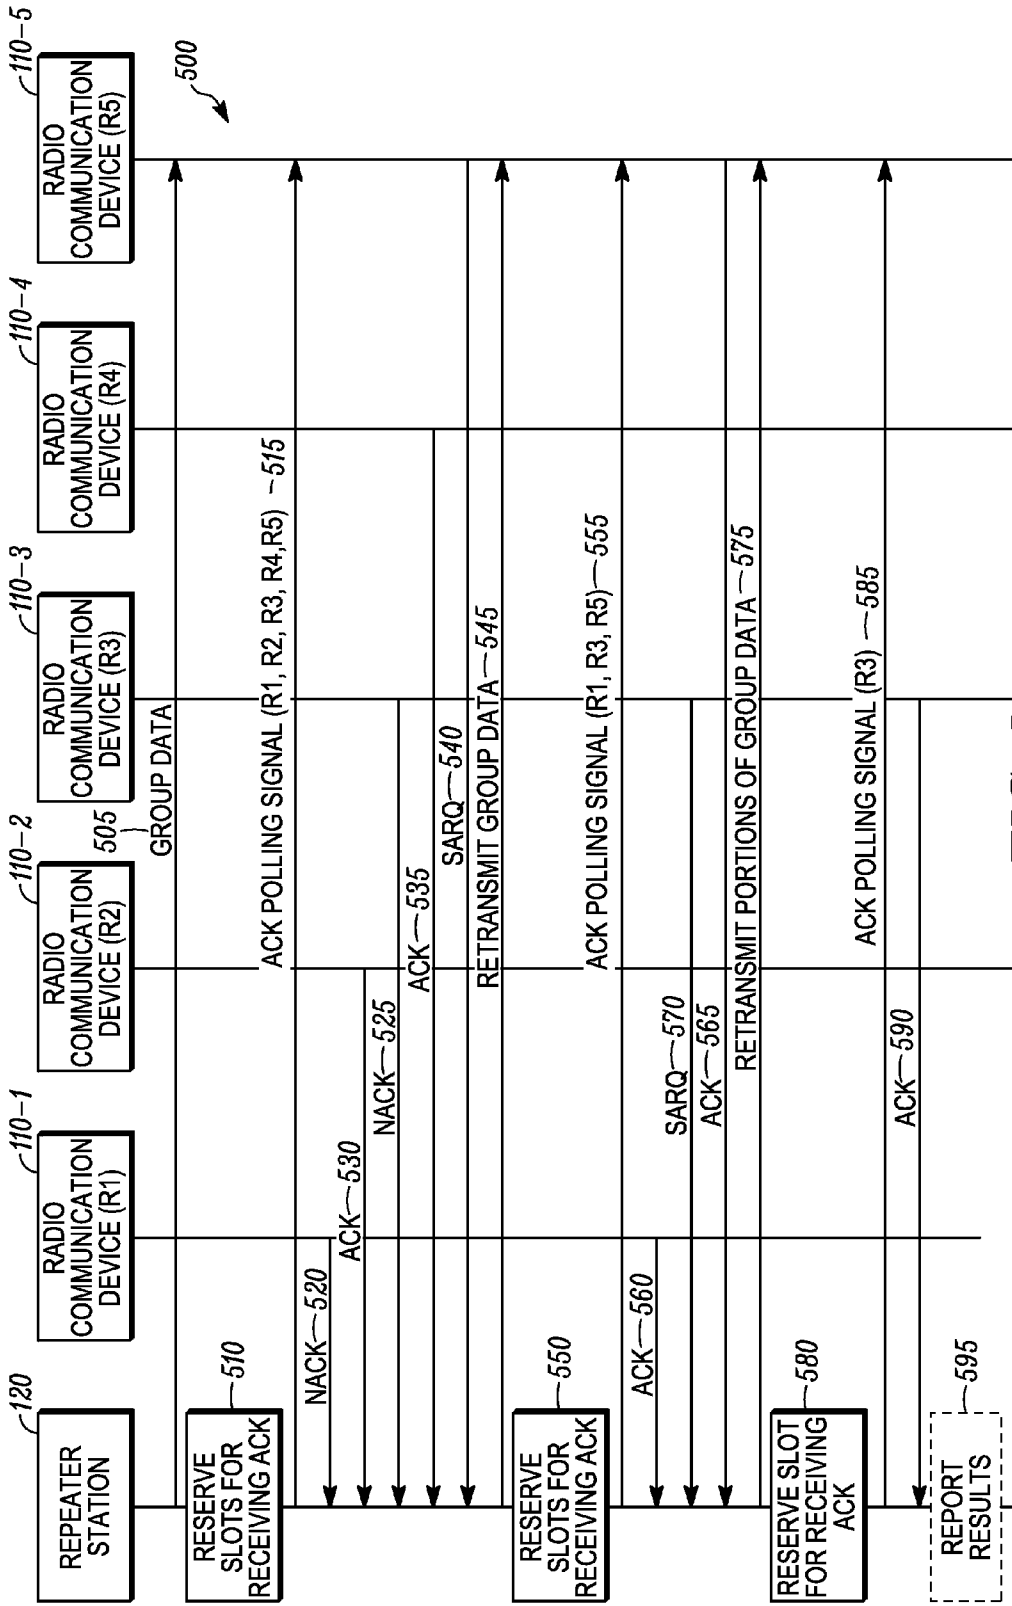 120
REPEATER
STATION
110-1
RADIO
COMMUNICATION
DEVICE (R1)
110-2
RADIO
COMMUNICATION
DEVICE (R2)
110-3
RADIO
COMMUNICATION
DEVICE (R3)
110-4
RADIO
COMMUNICATION
DEVICE (R4)
110-5
RADIO
COMMUNICATION
DEVICE (R5)
500
505
GROUP DATA
RESERVE
SLOTS FOR
RECEIVING ACK
510
ACK POLLING SIGNAL (R1, R2, R3, R4,R5) 515
NACK 520
ACK 530
NACK 525
ACK 535
SARQ 540
RETRANSMIT GROUP DATA 545
RESERVE
SLOTS FOR
RECEIVING ACK
550
ACK POLLING SIGNAL (R1, R3, R5) 555
ACK 560
SARQ 570
ACK 565
RETRANSMIT PORTIONS OF GROUP DATA 575
RESERVE SLOT
FOR RECEIVING
ACK
580
ACK POLLING SIGNAL (R3) 585
ACK 590
REPORT
RESULTS
595